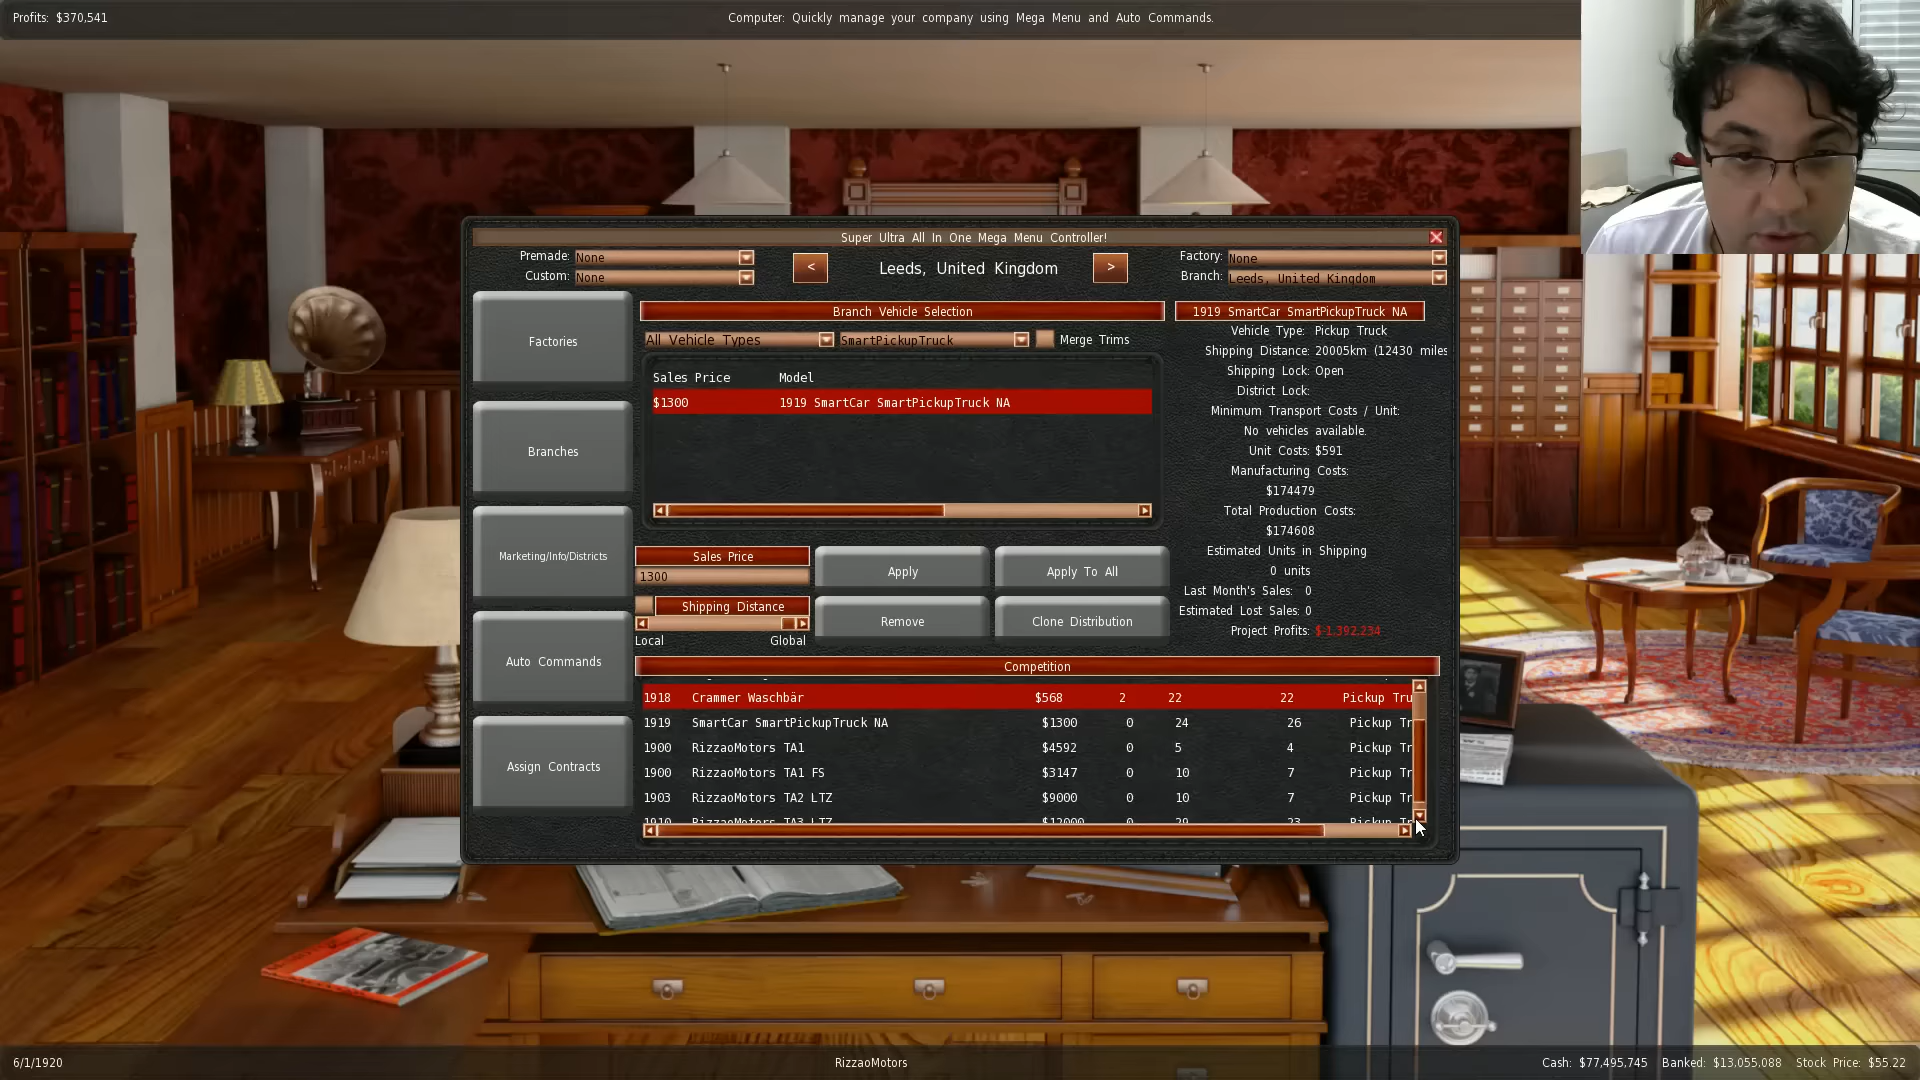 Profits: $370,541
Computer: Quickly manage your company using Mega Menu and Auto Commands.
Super Ultra All In One Mega Menu Controller!
Premade: None
Custom: None
<
Leeds, United Kingdom
>
Factory: None
Branch: Leeds, United Kingdom
Factories
Branches
Marketing/Info/Districts
Auto Commands
Assign Contracts
Branch Vehicle Selection
All Vehicle Types
SmartPickupTruck
Merge Trims
Sales Price Model
$1300 1919 SmartCar SmartPickupTruck NA
Sales Price
1300
Apply
Apply To All
Shipping Distance
Local Global
Remove
Clone Distribution
1919 SmartCar SmartPickupTruck NA
Vehicle Type: Pickup Truck
Shipping Distance: 20005km (12430 miles
Shipping Lock: Open
District Lock:
Minimum Transport Costs / Unit:
No vehicles available.
Unit Costs: $591
Manufacturing Costs:
$174479
Total Production Costs:
$174608
Estimated Units in Shipping
0 units
Last Month's Sales: 0
Estimated Lost Sales: 0
Project Profits: $-1,392,234
Competition
1918 Crammer Waschbär $568 2 22 22 Pickup Tru
1919 SmartCar SmartPickupTruck NA $1300 0 24 26 Pickup Tr
1900 RizzaoMotors TA1 $4592 0 5 4 Pickup Tr
1900 RizzaoMotors TA1 FS $3147 0 10 7 Pickup Tr
1903 RizzaoMotors TA2 LTZ $9000 0 10 7 Pickup Tr
1910 RizzaoMotors TA3 LTZ $12000 0 29 23 Pickup Tr
6/1/1920
RizzaoMotors
Cash: $77,495,745 Banked: $13,055,088 Stock Price: $55.22